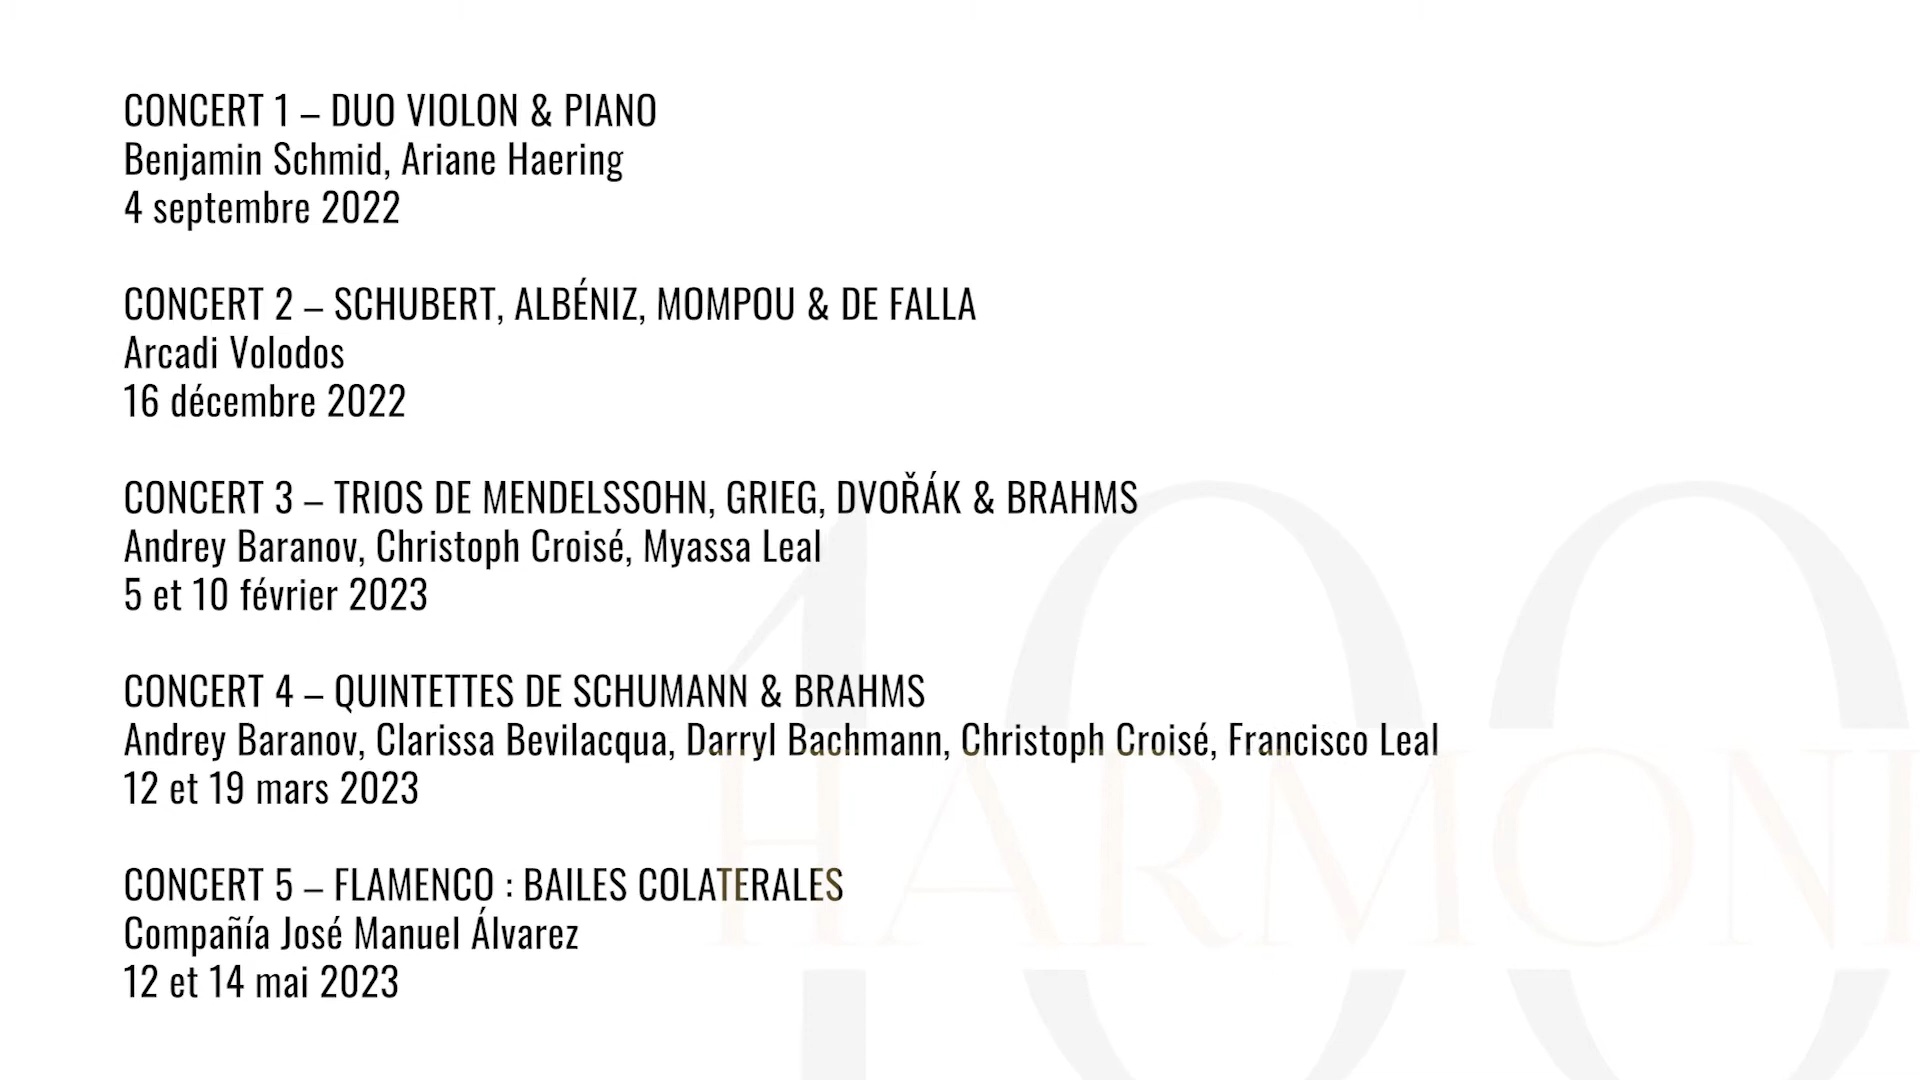 CONCERT 1 – DUO VIOLON & PIANO
Benjamin Schmid, Ariane Haering
4 septembre 2022
CONCERT 2 – SCHUBERT, ALBÉNIZ, MOMPOU & DE FALLA
Arcadi Volodos
16 décembre 2022
CONCERT 3 – TRIOS DE MENDELSSOHN, GRIEG, DVOŘÁK & BRAHMS
Andrey Baranov, Christoph Croisé, Myassa Leal
5 et 10 février 2023
CONCERT 4 – QUINTETTES DE SCHUMANN & BRAHMS
Andrey Baranov, Clarissa Bevilacqua, Darryl Bachmann, Christoph Croisé, Francisco Leal
12 et 19 mars 2023
CONCERT 5 – FLAMENCO : BAILES COLATERALES
Compañía José Manuel Álvarez
12 et 14 mai 2023
100
HARMONI